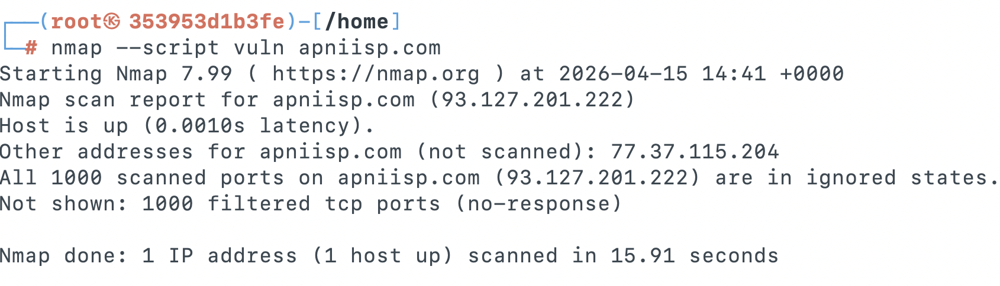 ┌──(root㉿ 353953d1b3fe)-[/home]
└─# nmap --script vuln apniisp.com
Starting Nmap 7.99 ( https://nmap.org ) at 2026-04-15 14:41 +0000
Nmap scan report for apniisp.com (93.127.201.222)
Host is up (0.0010s latency).
Other addresses for apniisp.com (not scanned): 77.37.115.204
All 1000 scanned ports on apniisp.com (93.127.201.222) are in ignored states.
Not shown: 1000 filtered tcp ports (no-response)

Nmap done: 1 IP address (1 host up) scanned in 15.91 seconds